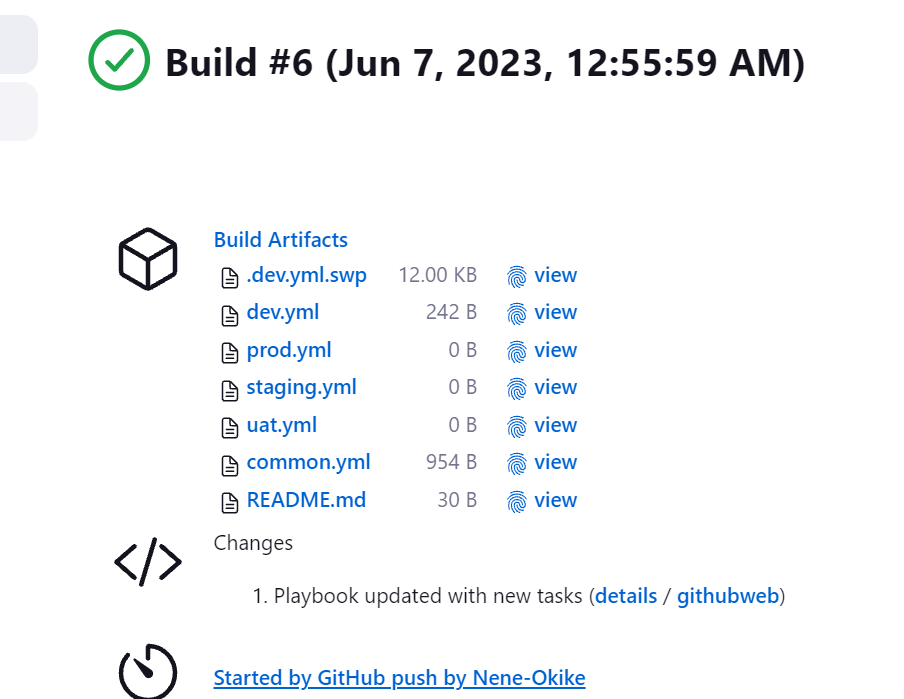 Build #6 (Jun 7, 2023, 12:55:59 AM)
Build Artifacts
.dev.yml.swp 12.00 KB view
dev.yml 242 B view
prod.yml 0 B view
staging.yml 0 B view
uat.yml 0 B view
common.yml 954 B view
README.md 30 B view
Changes
1. Playbook updated with new tasks (details / githubweb)
Started by GitHub push by Nene-Okike